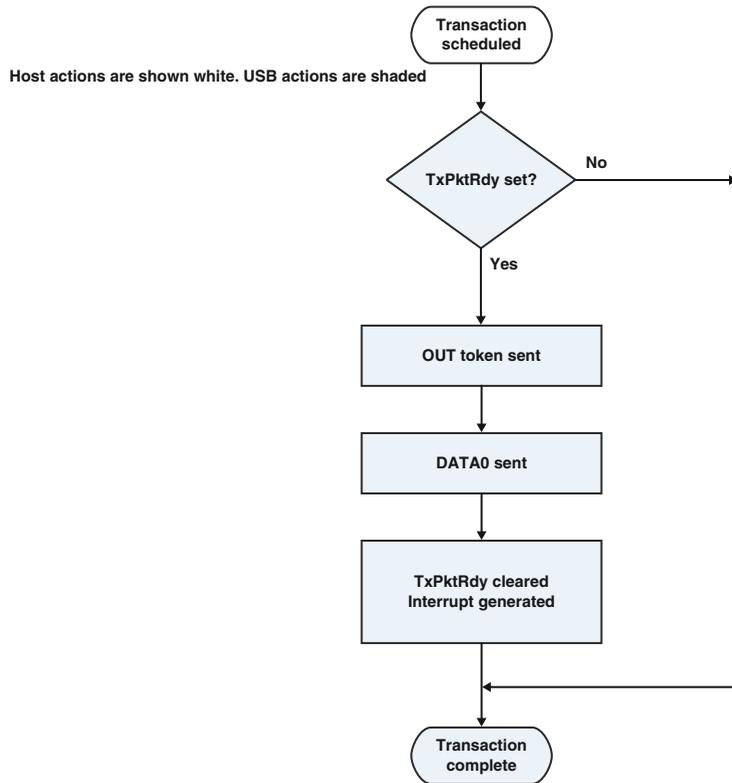 Transaction
scheduled
Host actions are shown white. USB actions are shaded
TxPktRdy set?
No
Yes
OUT token sent
DATA0 sent
TxPktRdy cleared
Interrupt generated
Transaction
complete